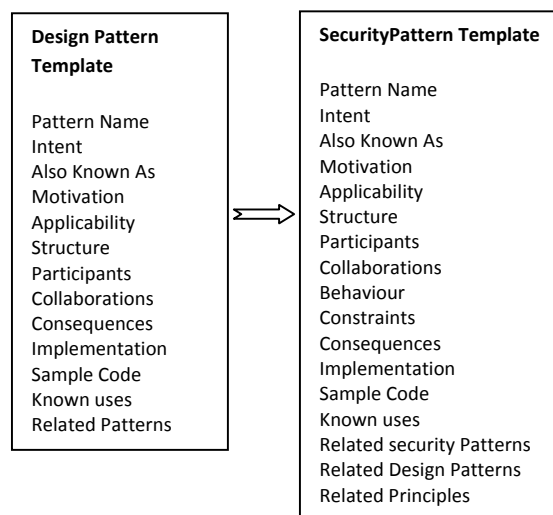 Design Pattern
Template
Pattern Name
Intent
Also Known As
Motivation
Applicability
Structure
Participants
Collaborations
Consequences
Implementation
Sample Code
Known uses
Related Patterns
SecurityPattern Template
Pattern Name
Intent
Also Known As
Motivation
Applicability
Structure
Participants
Collaborations
Behaviour
Constraints
Consequences
Implementation
Sample Code
Known uses
Related security Patterns
Related Design Patterns
Related Principles